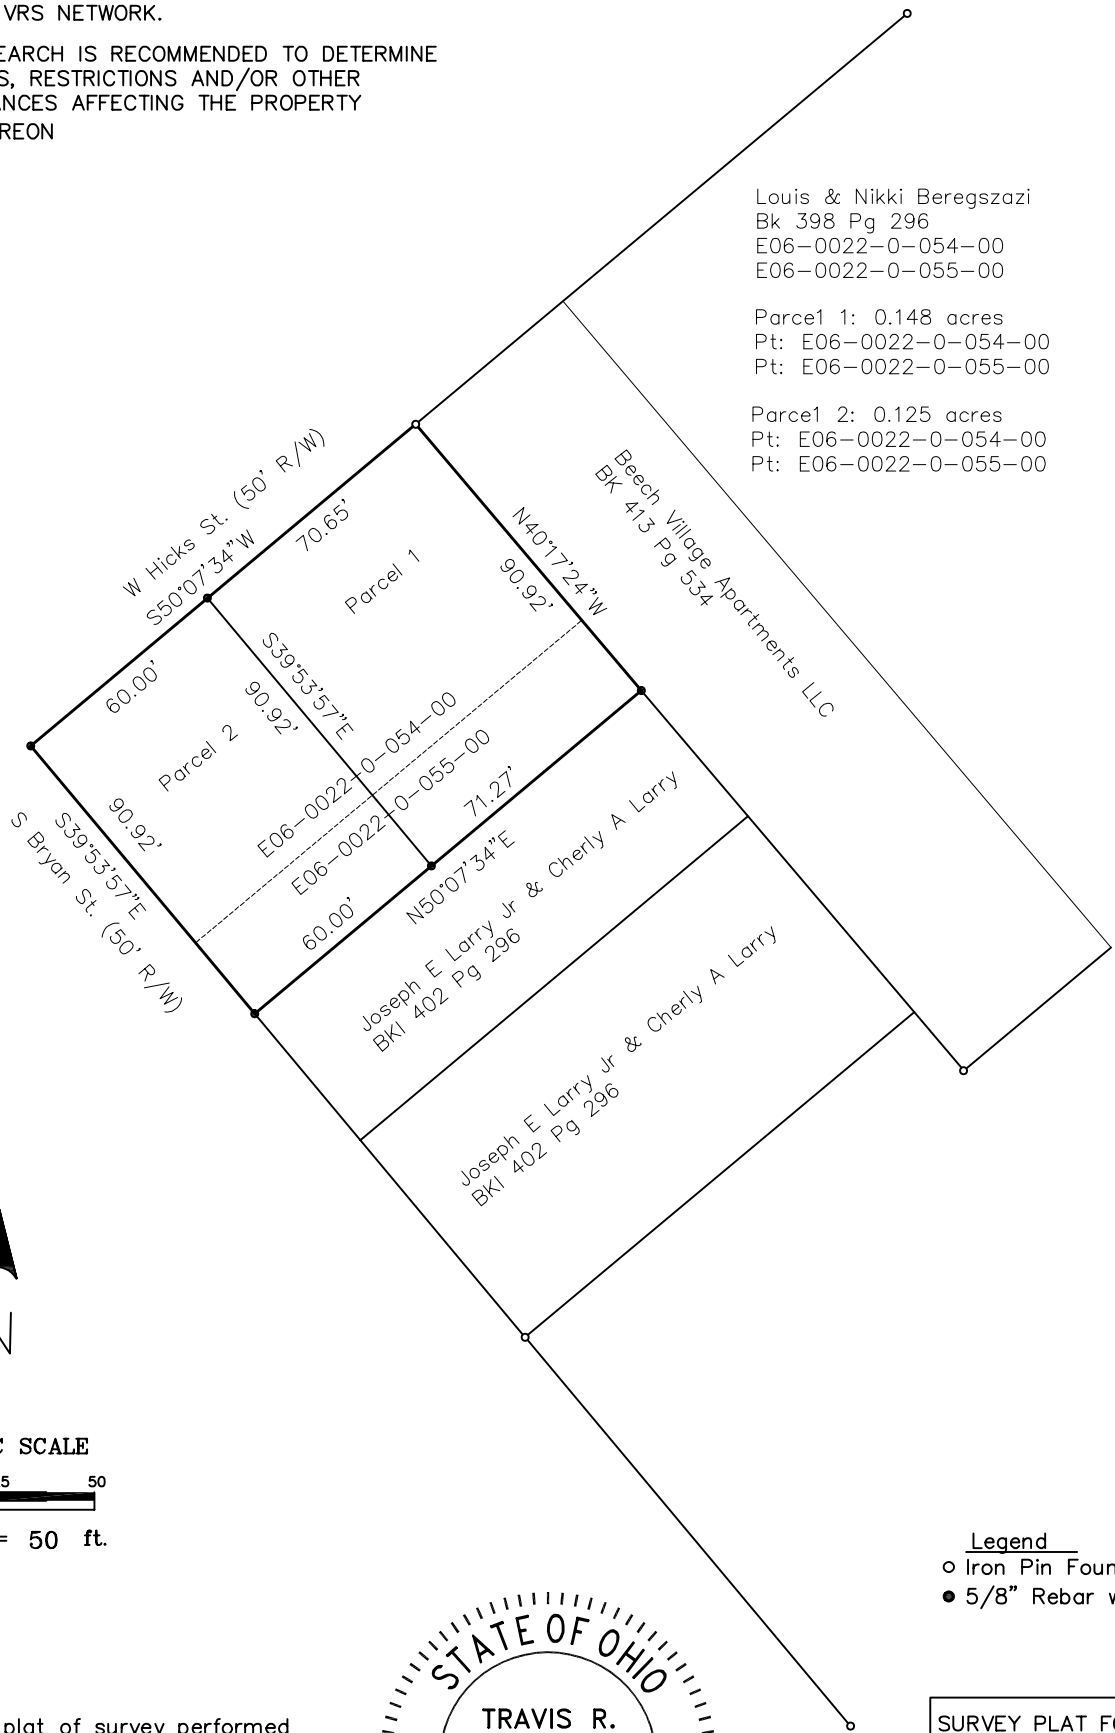 VRS NETWORK.
EARCH IS RECOMMENDED TO DETERMINE
S, RESTRICTIONS AND/OR OTHER
ANCES AFFECTING THE PROPERTY
REON
Louis & Nikki Beregszazi
Bk 398 Pg 296
E06-0022-0-054-00
E06-0022-0-055-00
Parce1 1: 0.148 acres
Pt: E06-0022-0-054-00
Pt: E06-0022-0-055-00
Parce1 2: 0.125 acres
Pt: E06-0022-0-054-00
Pt: E06-0022-0-055-00
W Hicks St. (50' R/W)
S50°07'34"W
70.65'
60.00'
Parcel 1
N40°17'24"W
90.92'
Beech Village Apartments LLC
BK 413 Pg 534
S39°53'57"E
90.92'
Parcel 2
90.92'
S39°53'57"E
S Bryan St. (50' R/W)
E06-0022-0-054-00
E06-0022-0-055-00
71.27'
N50°07'34"E
60.00'
Joseph E Larry Jr & Cherly A Larry
BKl 402 Pg 296
Joseph E Larry Jr & Cherly A Larry
BKl 402 Pg 296
N
C SCALE
5 50
= 50 ft.
Legend
Iron Pin Foun
5/8" Rebar w
STATE OF OHIO
TRAVIS R.
plat of survey performed
SURVEY PLAT FO